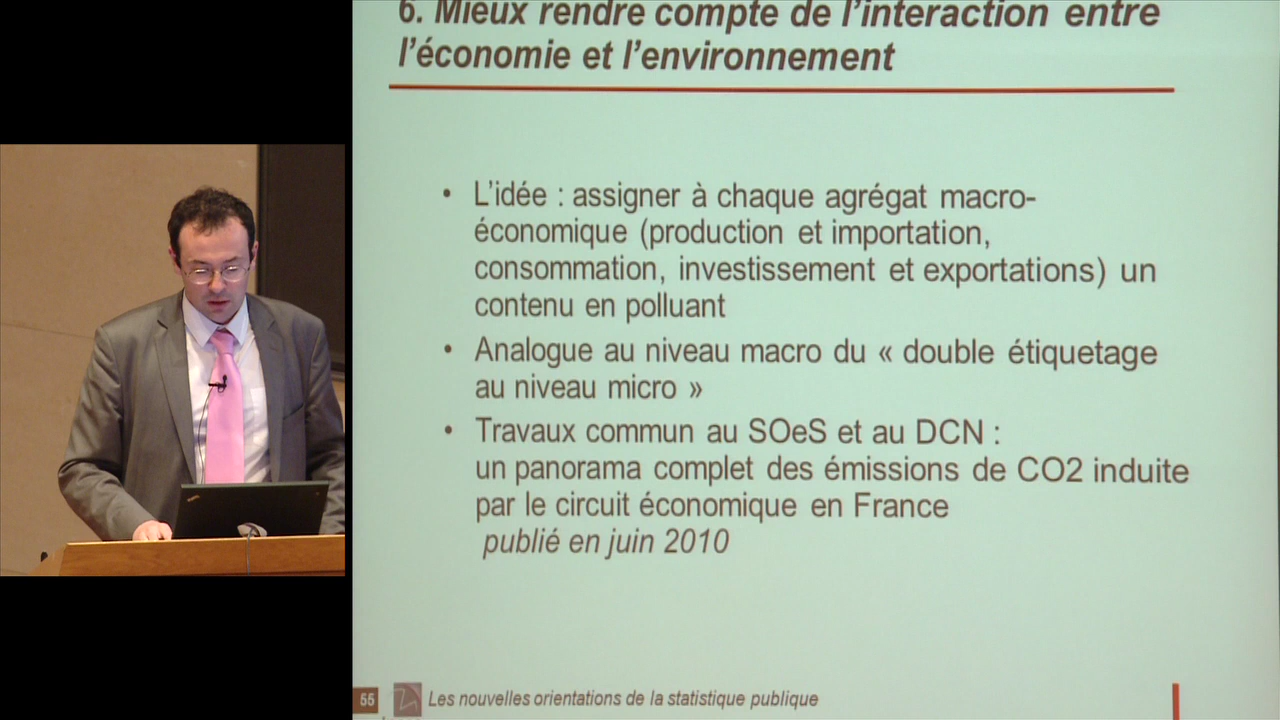 6. Mieux rendre compte de l'interaction entre
l'économie et l'environnement
• L'idée : assigner à chaque agrégat macro-
économique (production et importation,
consommation, investissement et exportations) un
contenu en polluant
• Analogue au niveau macro du « double étiquetage
au niveau micro »
• Travaux commun au SOeS et au DCN :
un panorama complet des émissions de CO2 induite
par le circuit économique en France
publié en juin 2010
55
Les nouvelles orientations de la statistique publique